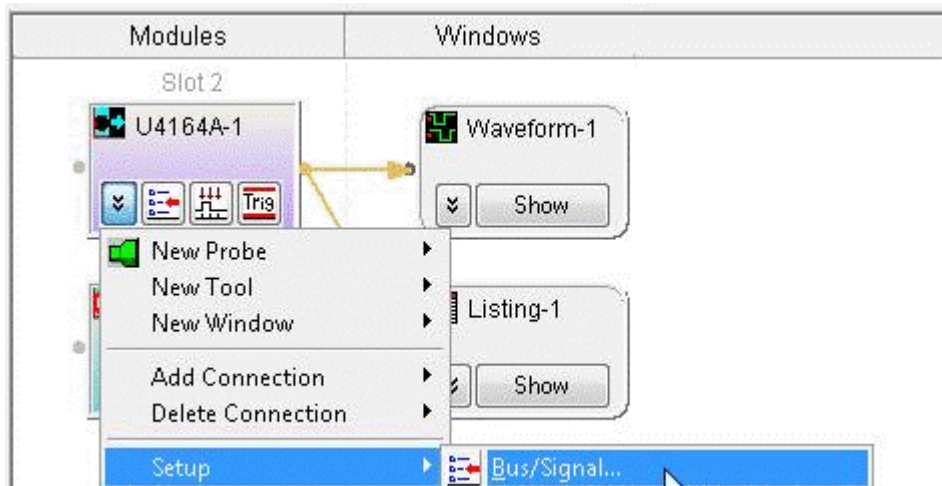 Modules Windows
Slot 2
U4164A-1
Waveform-1
Trig
Show
New Probe
New Tool
New Window
Listing-1
Add Connection
Show
Delete Connection
Setup
Bus/Signal...